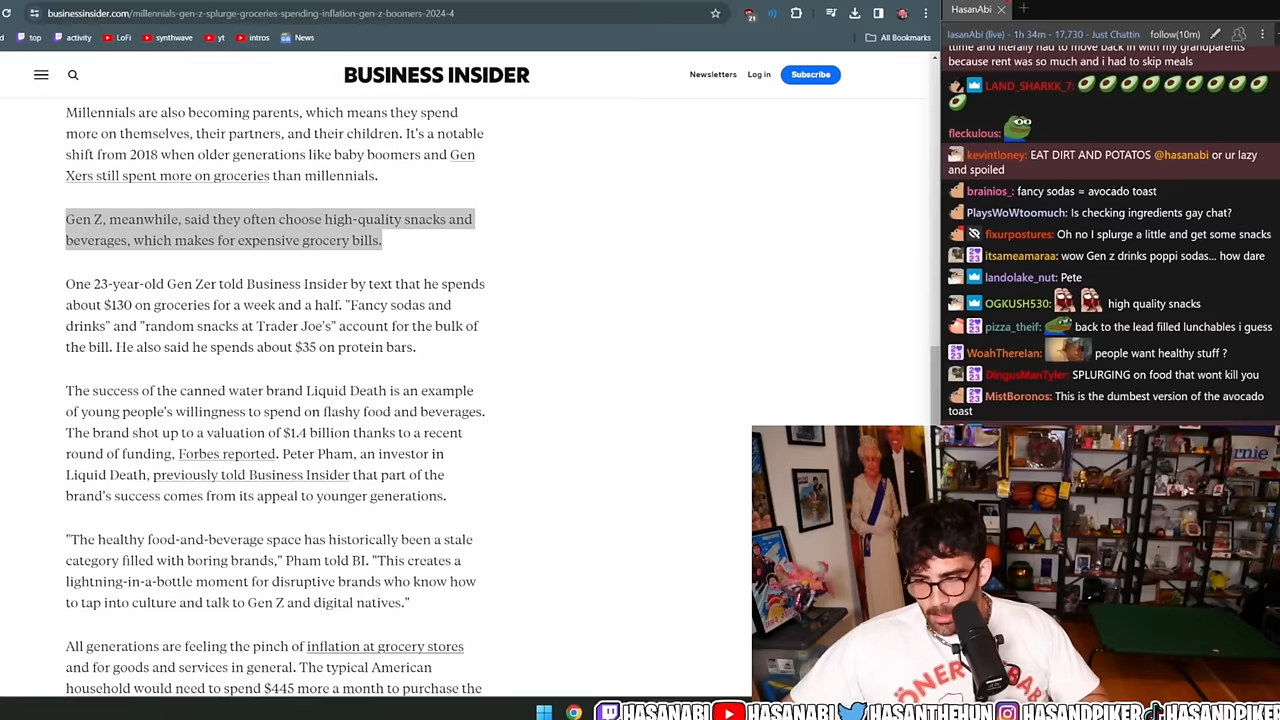 businessinsider.com/millennials-gen-z-splurge-groceries-spending-inflation-gen-z-boomers-2024-4
21
top
activity
LoFi
synthwave
yt
intros
News
All Bookmarks
BUSINESS INSIDER
Newsletters
Log in
Subscribe
Millennials are also becoming parents, which means they spend
more on themselves, their partners, and their children. It's a notable
shift from 2018 when older generations like baby boomers and Gen
Xers still spent more on groceries than millennials.
Gen Z, meanwhile, said they often choose high-quality snacks and
beverages, which makes for expensive grocery bills.
One 23-year-old Gen Zer told Business Insider by text that he spends
about $130 on groceries for a week and a half. "Fancy sodas and
drinks" and "random snacks at Trader Joe's" account for the bulk of
the bill. He also said he spends about $35 on protein bars.
The success of the canned water brand Liquid Death is an example
of young people's willingness to spend on flashy food and beverages.
The brand shot up to a valuation of $1.4 billion thanks to a recent
round of funding, Forbes reported. Peter Pham, an investor in
Liquid Death, previously told Business Insider that part of the
brand's success comes from its appeal to younger generations.
"The healthy food-and-beverage space has historically been a stale
category filled with boring brands," Pham told BI. "This creates a
lightning-in-a-bottle moment for disruptive brands who know how
to tap into culture and talk to Gen Z and digital natives."
All generations are feeling the pinch of inflation at grocery stores
and for goods and services in general. The typical American
household would need to spend $445 more a month to purchase the
HasanAbi
lasanAbi (live) - 1h 34m - 17,730 - Just Chattin
follow(10m)
ttime and literally had to move back in with my grandparents
because rent was so much and i had to skip meals
LAND_SHARKK_7:
fleckulous:
kevintloney: EAT DIRT AND POTATOS @hasanabi or ur lazy
and spoiled
brainios_: fancy sodas = avocado toast
PlaysWoWtoomuch: Is checking ingredients gay chat?
fixurpostures: Oh no I splurge a little and get some snacks
itsameamaraa: wow Gen z drinks poppi sodas... how dare
landolake_nut: Pete
OGKUSH530: high quality snacks
pizza_theif: back to the lead filled lunchables i guess
WoahTherelan: people want healthy stuff ?
DingusManTyler: SPLURGING on food that wont kill you
MistBoronos: This is the dumbest version of the avocado
toast
ernie
HASANABI
HASANABI
HASANTHEHUN
HASANDPIKER
HASANDPIKER